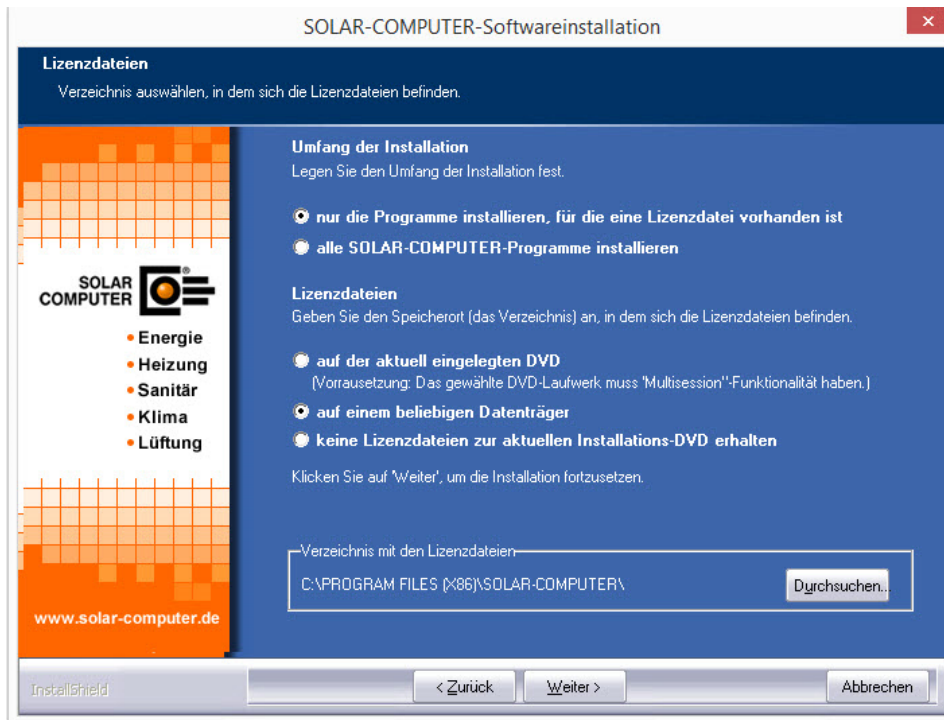 SOLAR-COMPUTER-Softwareinstallation
Lizenzdateien
Verzeichnis auswählen, in dem sich die Lizenzdateien befinden.
Umfang der Installation
Legen Sie den Umfang der Installation fest.
nur die Programme installieren, für die eine Lizenzdatei vorhanden ist
alle SOLAR-COMPUTER-Programme installieren
Lizenzdateien
Geben Sie den Speicherort (das Verzeichnis) an, in dem sich die Lizenzdateien befinden.
auf der aktuell eingelegten DVD
(Vorrausetzung: Das gewählte DVD-Laufwerk muss 'Multisession''-Funktionalität haben.)
auf einem beliebigen Datenträger
keine Lizenzdateien zur aktuellen Installations-DVD erhalten
Klicken Sie auf 'Weiter', um die Installation fortzusetzen.
Verzeichnis mit den Lizenzdateien
C:\PROGRAM FILES (X86)\SOLAR-COMPUTER\
Durchsuchen...
SOLAR
COMPUTER
®
• Energie
• Heizung
• Sanitär
• Klima
• Lüftung
www.solar-computer.de
InstallShield
< Zurück
Weiter >
Abbrechen